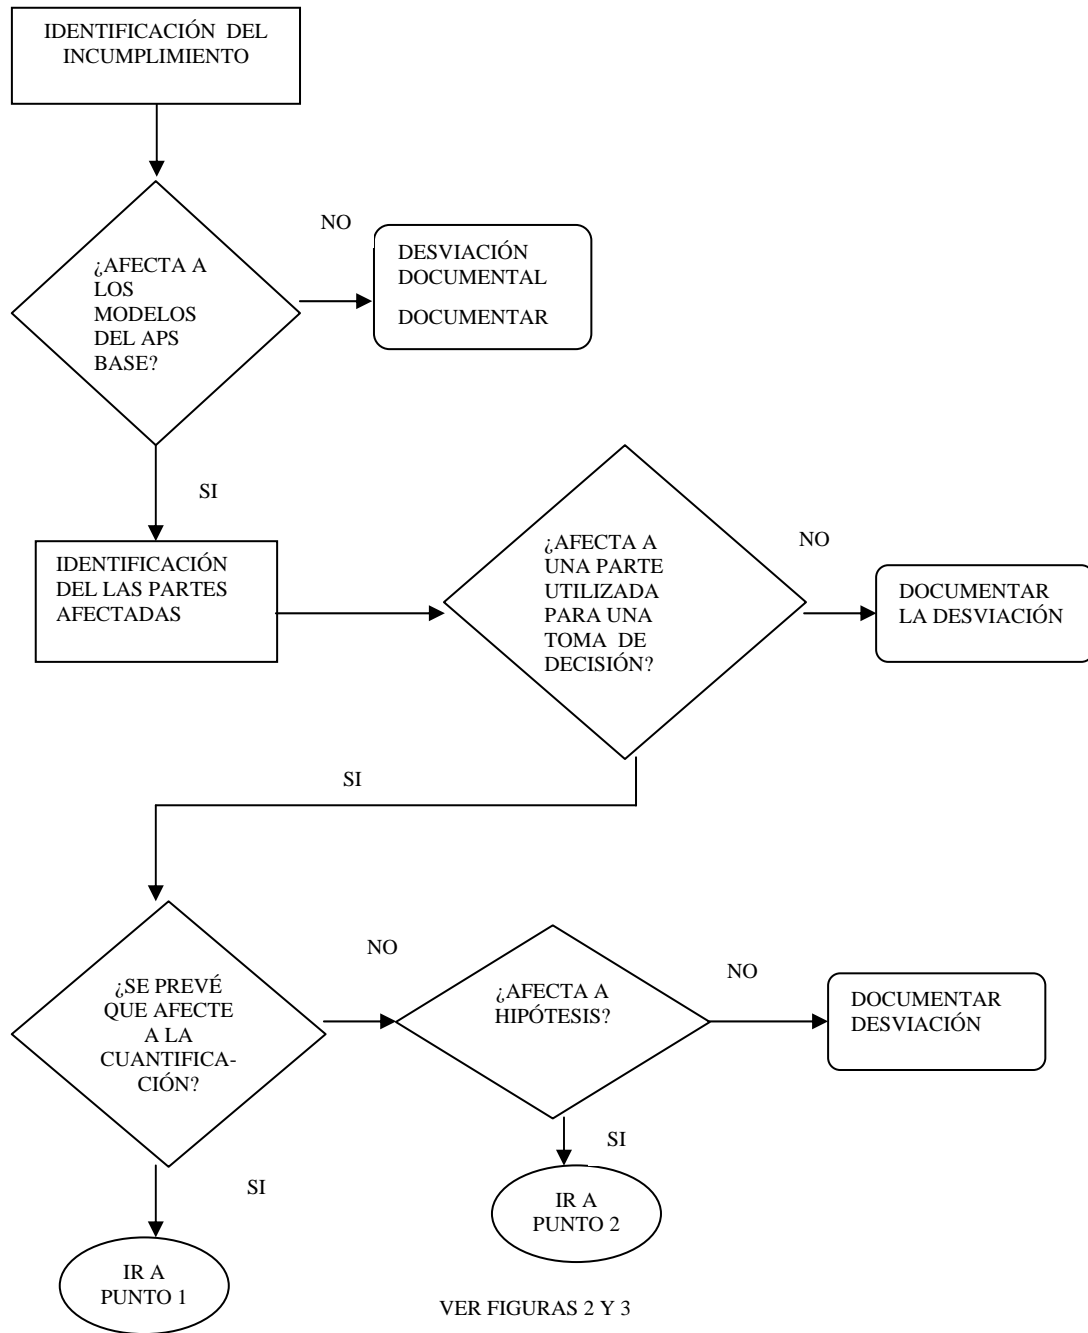 IDENTIFICACIÓN DEL
INCUMPLIMIENTO
NO
¿AFECTA A
LOS
MODELOS
DEL APS
BASE?
DESVIACIÓN
DOCUMENTAL
DOCUMENTAR
SI
IDENTIFICACIÓN
DEL LAS PARTES
AFECTADAS
¿AFECTA A
UNA PARTE
UTILIZADA
PARA UNA
TOMA DE
DECISIÓN?
NO
DOCUMENTAR
LA DESVIACIÓN
SI
¿SE PREVÉ
QUE AFECTE
A LA
CUANTIFICA-
CIÓN?
NO
¿AFECTA A
HIPÓTESIS?
NO
DOCUMENTAR
DESVIACIÓN
SI
IR A
PUNTO 2
SI
IR A
PUNTO 1
VER FIGURAS 2 Y 3